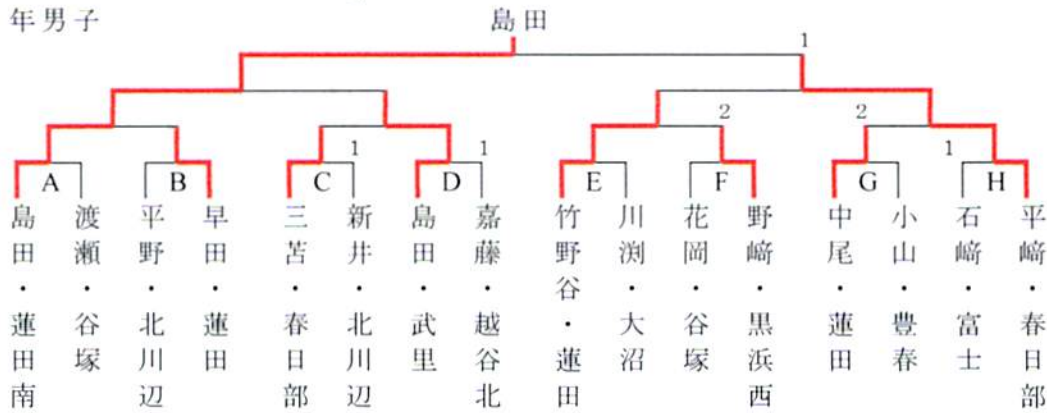 年男子
島田
1
2
2
1
1
1
A
B
C
D
E
F
G
H
島田・蓮田南
渡瀬・谷塚
平野・北川辺
早田・蓮田
三苫・春日部
新井・北川辺
島田・武里
嘉藤・越谷北
竹野谷・蓮田
川渕・大沼
花岡・谷塚
野﨑・黒浜西
中尾・蓮田
小山・豊春
石﨑・富士
平﨑・春日部